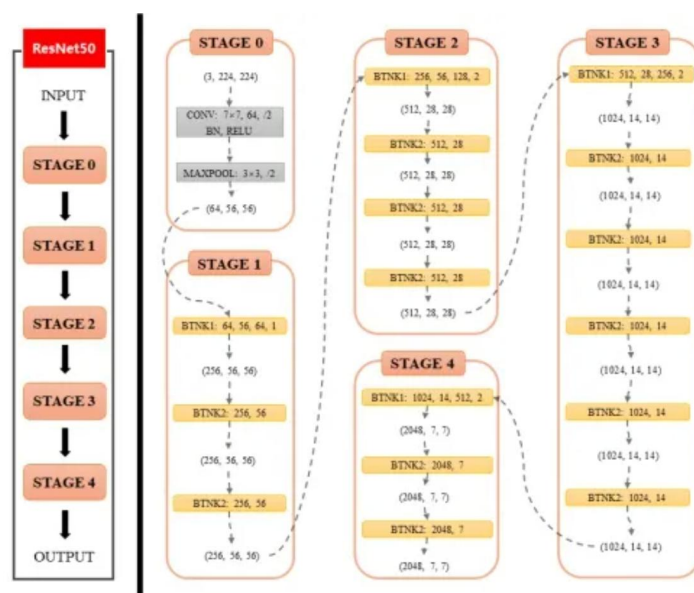 ResNet50
INPUT
STAGE 0
STAGE 1
STAGE 2
STAGE 3
STAGE 4
OUTPUT
STAGE 0
(3, 224, 224)
CONV: 7×7, 64, /2
BN, RELU
MAXPOOL: 3×3, /2
(64, 56, 56)
STAGE 1
BTNK1: 64, 56, 64, 1
(256, 56, 56)
BTNK2: 256, 56
(256, 56, 56)
BTNK2: 256, 56
(256, 56, 56)
STAGE 2
BTNK1: 256, 56, 128, 2
(512, 28, 28)
BTNK2: 512, 28
(512, 28, 28)
BTNK2: 512, 28
(512, 28, 28)
BTNK2: 512, 28
(512, 28, 28)
STAGE 4
BTNK1: 1024, 14, 512, 2
(2048, 7, 7)
BTNK2: 2048, 7
(2048, 7, 7)
BTNK2: 2048, 7
(2048, 7, 7)
STAGE 3
BTNK1: 512, 28, 256, 2
(1024, 14, 14)
BTNK2: 1024, 14
(1024, 14, 14)
BTNK2: 1024, 14
(1024, 14, 14)
BTNK2: 1024, 14
(1024, 14, 14)
BTNK2: 1024, 14
(1024, 14, 14)
BTNK2: 1024, 14
(1024, 14, 14)